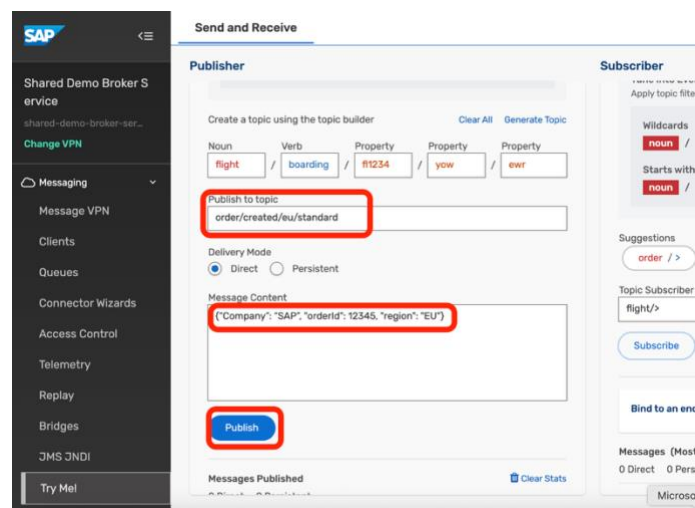 SAP
Shared Demo Broker S
ervice
shared-demo-broker-ser...
Change VPN
Messaging
Message VPN
Clients
Queues
Connector Wizards
Access Control
Telemetry
Replay
Bridges
JMS JNDI
Try Me!
Send and Receive
Publisher
Create a topic using the topic builder Clear All Generate Topic
Noun Verb Property Property Property
flight / boarding / fl1234 / yow / ewr
Publish to topic
order/created/eu/standard
Delivery Mode
Direct Persistent
Message Content
{"Company": "SAP", "orderId": 12345, "region": "EU"}
Publish
Messages Published Clear Stats
0 Direct 0 Persistent
Subscriber
Apply topic filte
Wildcards
noun /
Starts with
noun /
Suggestions
order / >
Topic Subscriber
flight/>
Subscribe
Bind to an end
Messages (Most
0 Direct 0 Pers
Microso